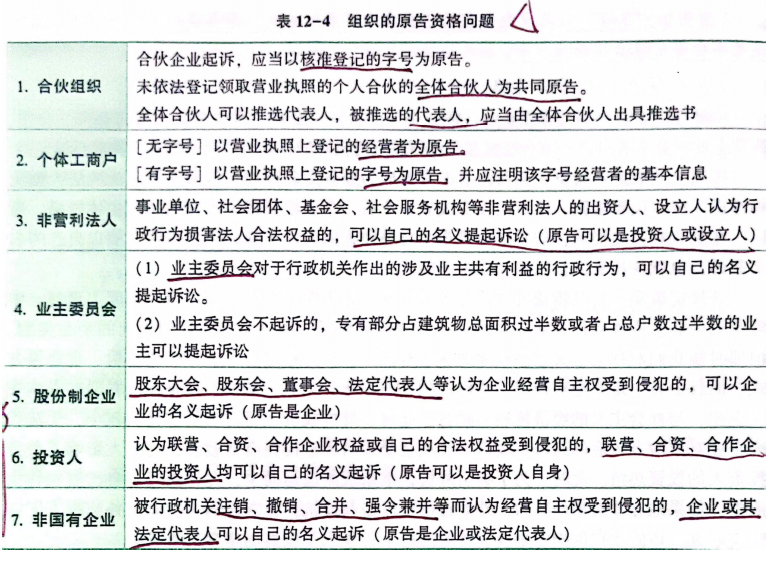 表 12-4 组织的原告资格问题
1. 合伙组织
合伙企业起诉，应当以核准登记的字号为原告。
未依法登记领取营业执照的个人合伙的全体合伙人为共同原告。
全体合伙人可以推选代表人，被推选的代表人，应当由全体合伙人出具推选书
2. 个体工商户
［无字号］以营业执照上登记的经营者为原告。
［有字号］以营业执照上登记的字号为原告，并应注明该字号经营者的基本信息
3. 非营利法人
事业单位、社会团体、基金会、社会服务机构等非营利法人的出资人、设立人认为行
政行为损害法人合法权益的，可以自己的名义提起诉讼（原告可以是投资人或设立人）
4. 业主委员会
（1）业主委员会对于行政机关作出的涉及业主共有利益的行政行为，可以自己的名义
提起诉讼。
（2）业主委员会不起诉的，专有部分占建筑物总面积过半数或者占总户数过半数的业
主可以提起诉讼
5. 股份制企业
股东大会、股东会、董事会、法定代表人等认为企业经营自主权受到侵犯的，可以企
业的名义起诉（原告是企业）
6. 投资人
认为联营、合资、合作企业权益或自己的合法权益受到侵犯的，联营、合资、合作企
业的投资人均可以自己的名义起诉（原告可以是投资人自身）
7. 非国有企业
被行政机关注销、撤销、合并、强令兼并等而认为经营自主权受到侵犯的，企业或其
法定代表人可以自己的名义起诉（原告是企业或法定代表人）